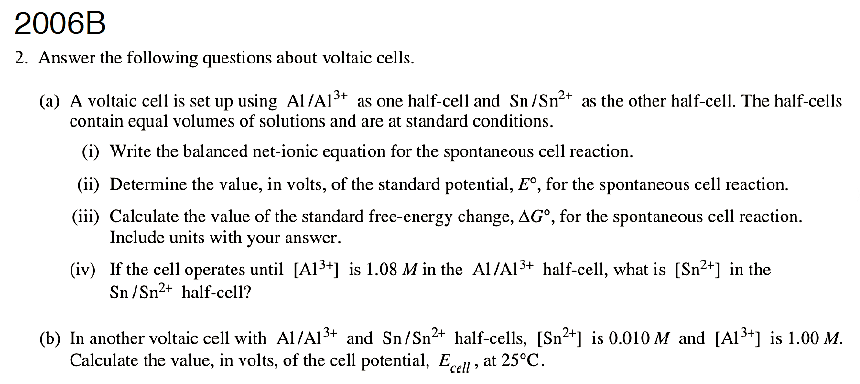 2006B
2. Answer the following questions about voltaic cells.
(a) A voltaic cell is set up using Al/Al³⁺ as one half-cell and Sn/Sn²⁺ as the other half-cell. The half-cells
contain equal volumes of solutions and are at standard conditions.
(i) Write the balanced net-ionic equation for the spontaneous cell reaction.
(ii) Determine the value, in volts, of the standard potential, E°, for the spontaneous cell reaction.
(iii) Calculate the value of the standard free-energy change, ΔG°, for the spontaneous cell reaction.
Include units with your answer.
(iv) If the cell operates until [Al³⁺] is 1.08 M in the Al/Al³⁺ half-cell, what is [Sn²⁺] in the
Sn/Sn²⁺ half-cell?
(b) In another voltaic cell with Al/Al³⁺ and Sn/Sn²⁺ half-cells, [Sn²⁺] is 0.010 M and [Al³⁺] is 1.00 M.
Calculate the value, in volts, of the cell potential, E_cell, at 25°C.